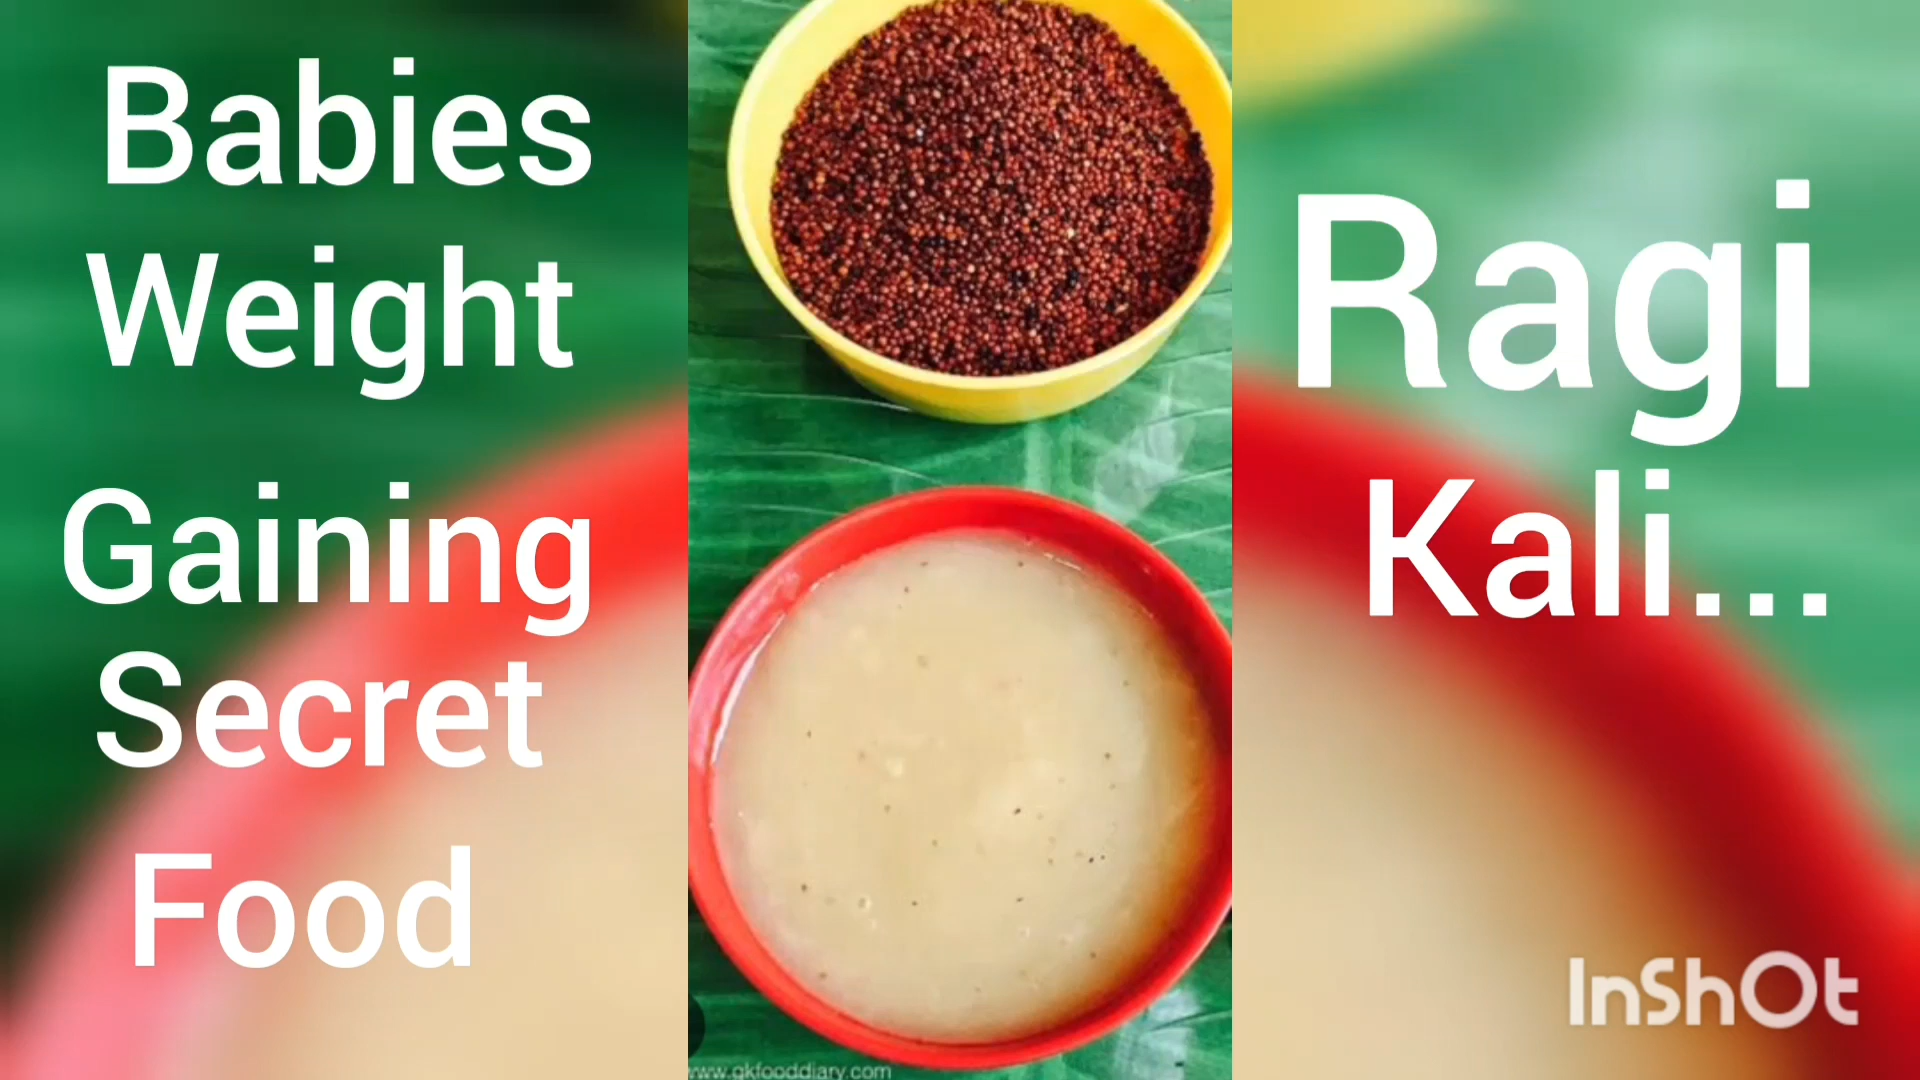 Babies
Weight
Gaining
Secret
Food
Ragi
Kali...
InShOt
www.gkfooddiary.com